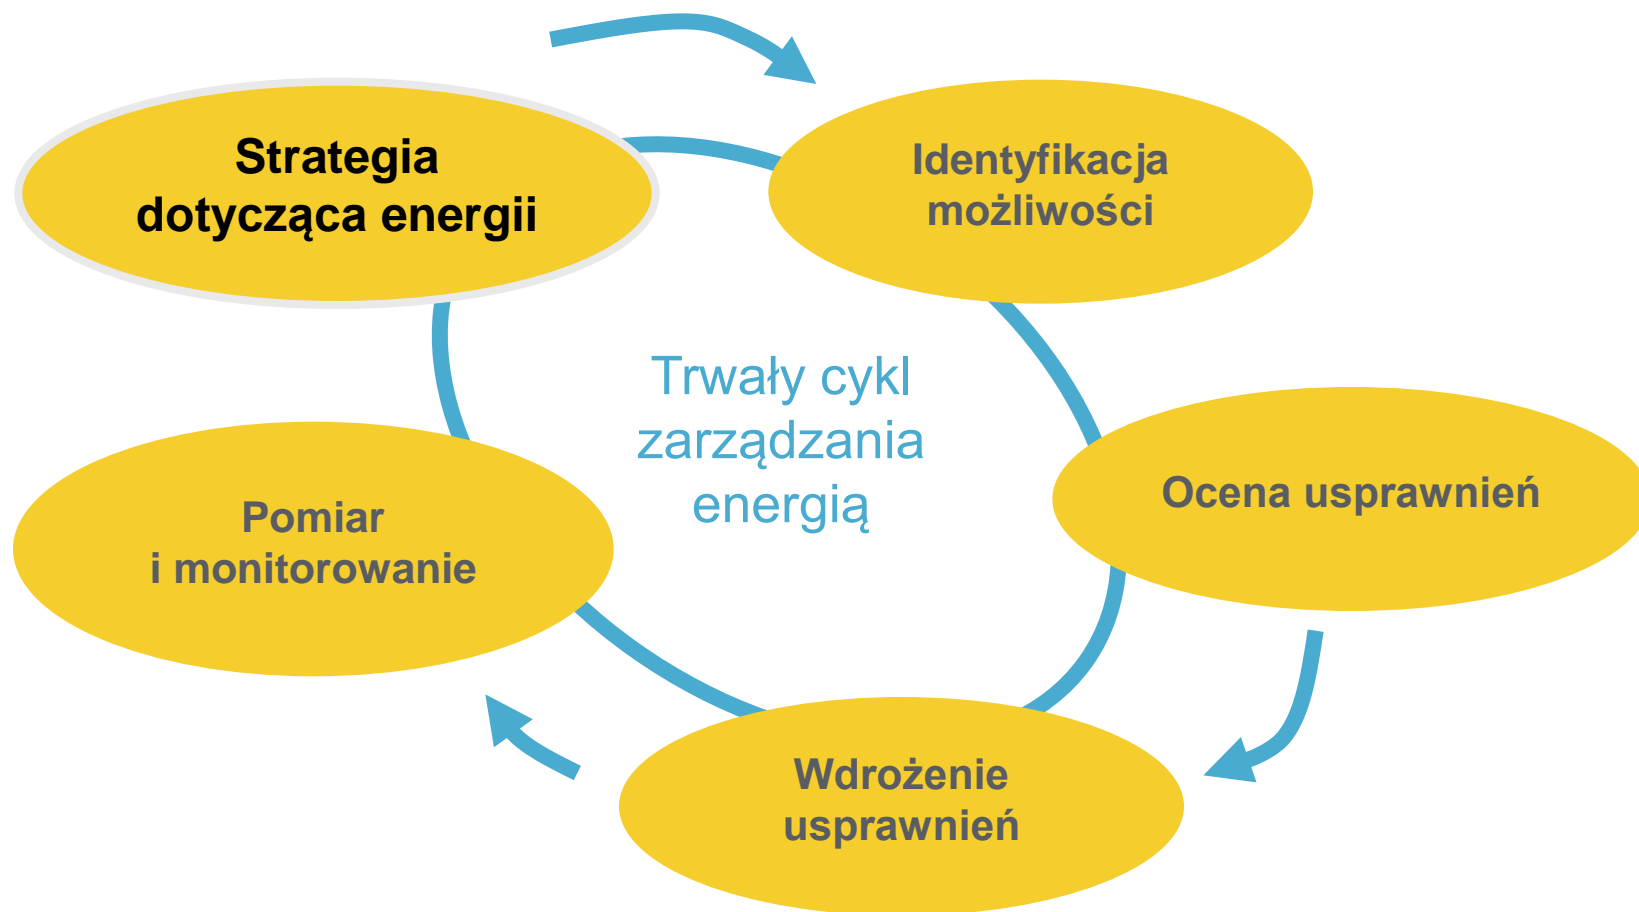 Strategia
dotycząca energii
Identyfikacja
możliwości
Trwały cykl
zarządzania
energią
Ocena usprawnień
Pomiar
i monitorowanie
Wdrożenie
usprawnień